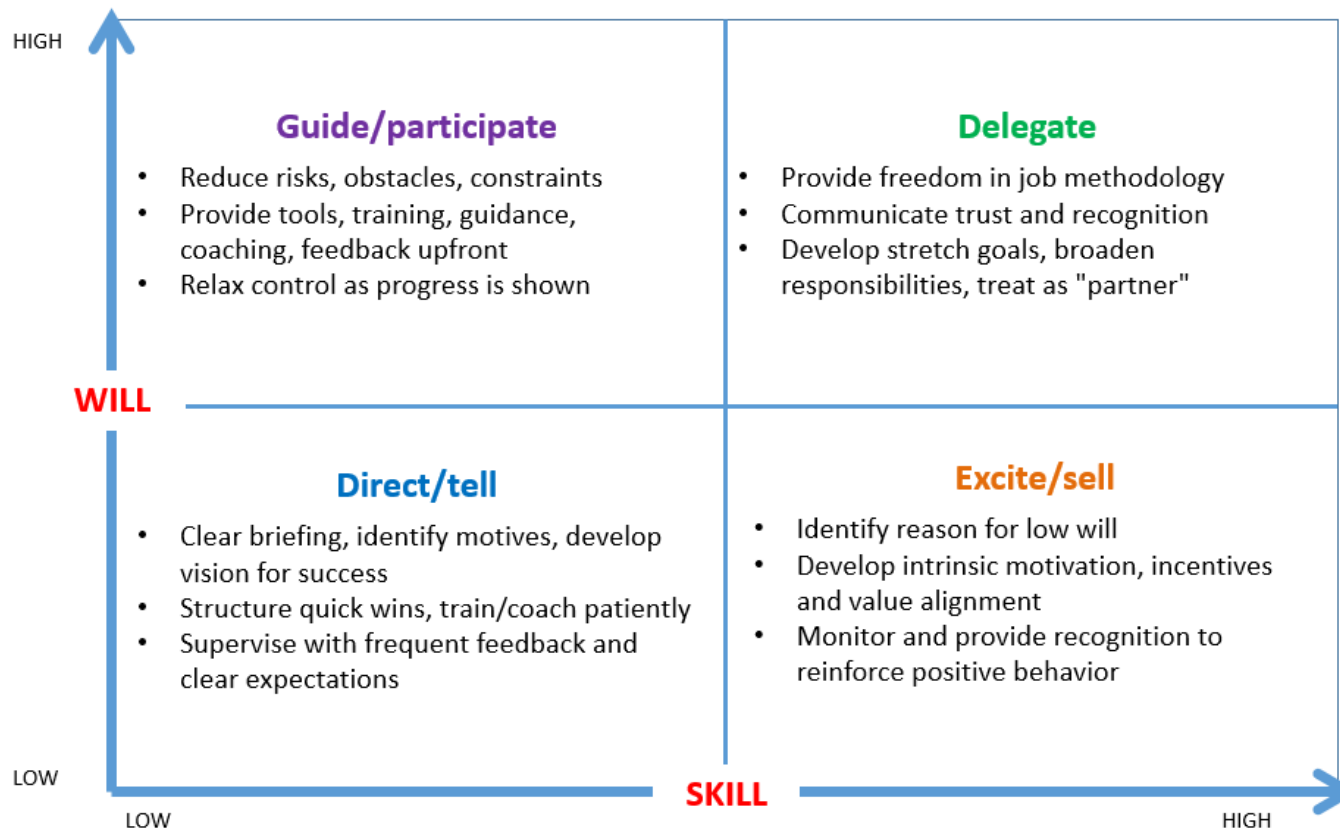 HIGH
Guide/participate
• Reduce risks, obstacles, constraints
• Provide tools, training, guidance,
coaching, feedback upfront
• Relax control as progress is shown
Delegate
• Provide freedom in job methodology
• Communicate trust and recognition
• Develop stretch goals, broaden
responsibilities, treat as "partner"
WILL
Direct/tell
• Clear briefing, identify motives, develop
vision for success
• Structure quick wins, train/coach patiently
• Supervise with frequent feedback and
clear expectations
Excite/sell
• Identify reason for low will
• Develop intrinsic motivation, incentives
and value alignment
• Monitor and provide recognition to
reinforce positive behavior
LOW
SKILL
LOW
HIGH